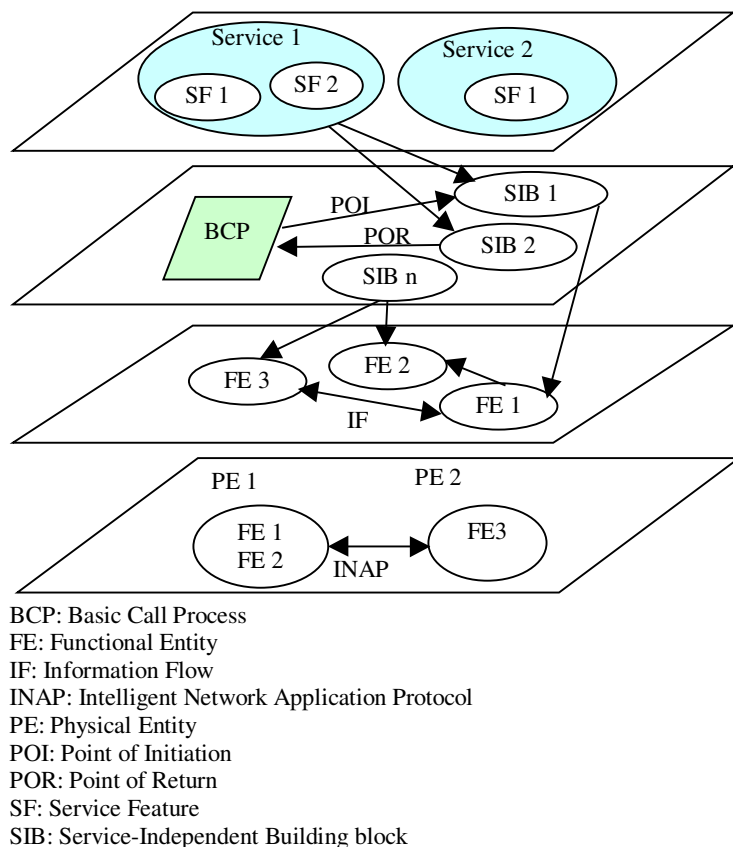 Service 1
SF 1
SF 2
Service 2
SF 1
BCP
POI
POR
SIB 1
SIB 2
SIB n
FE 3
FE 2
FE 1
IF
PE 1
PE 2
FE 1
FE 2
INAP
FE3
BCP: Basic Call Process
FE: Functional Entity
IF: Information Flow
INAP: Intelligent Network Application Protocol
PE: Physical Entity
POI: Point of Initiation
POR: Point of Return
SF: Service Feature
SIB: Service-Independent Building block